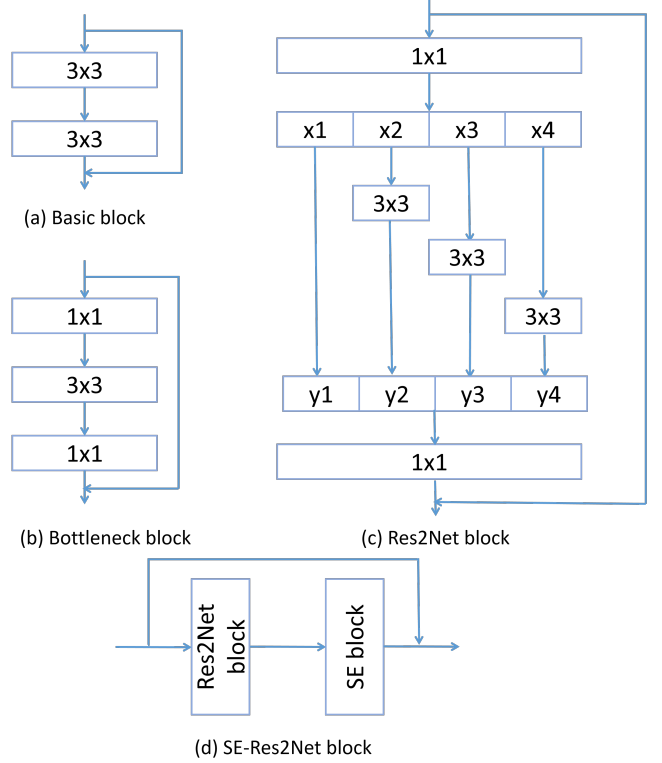 3x3
3x3
(a) Basic block
1x1
3x3
1x1
(b) Bottleneck block
1x1
x1 x2 x3 x4
3x3
3x3
3x3
y1 y2 y3 y4
1x1
(c) Res2Net block
Res2Net
block
SE block
(d) SE-Res2Net block